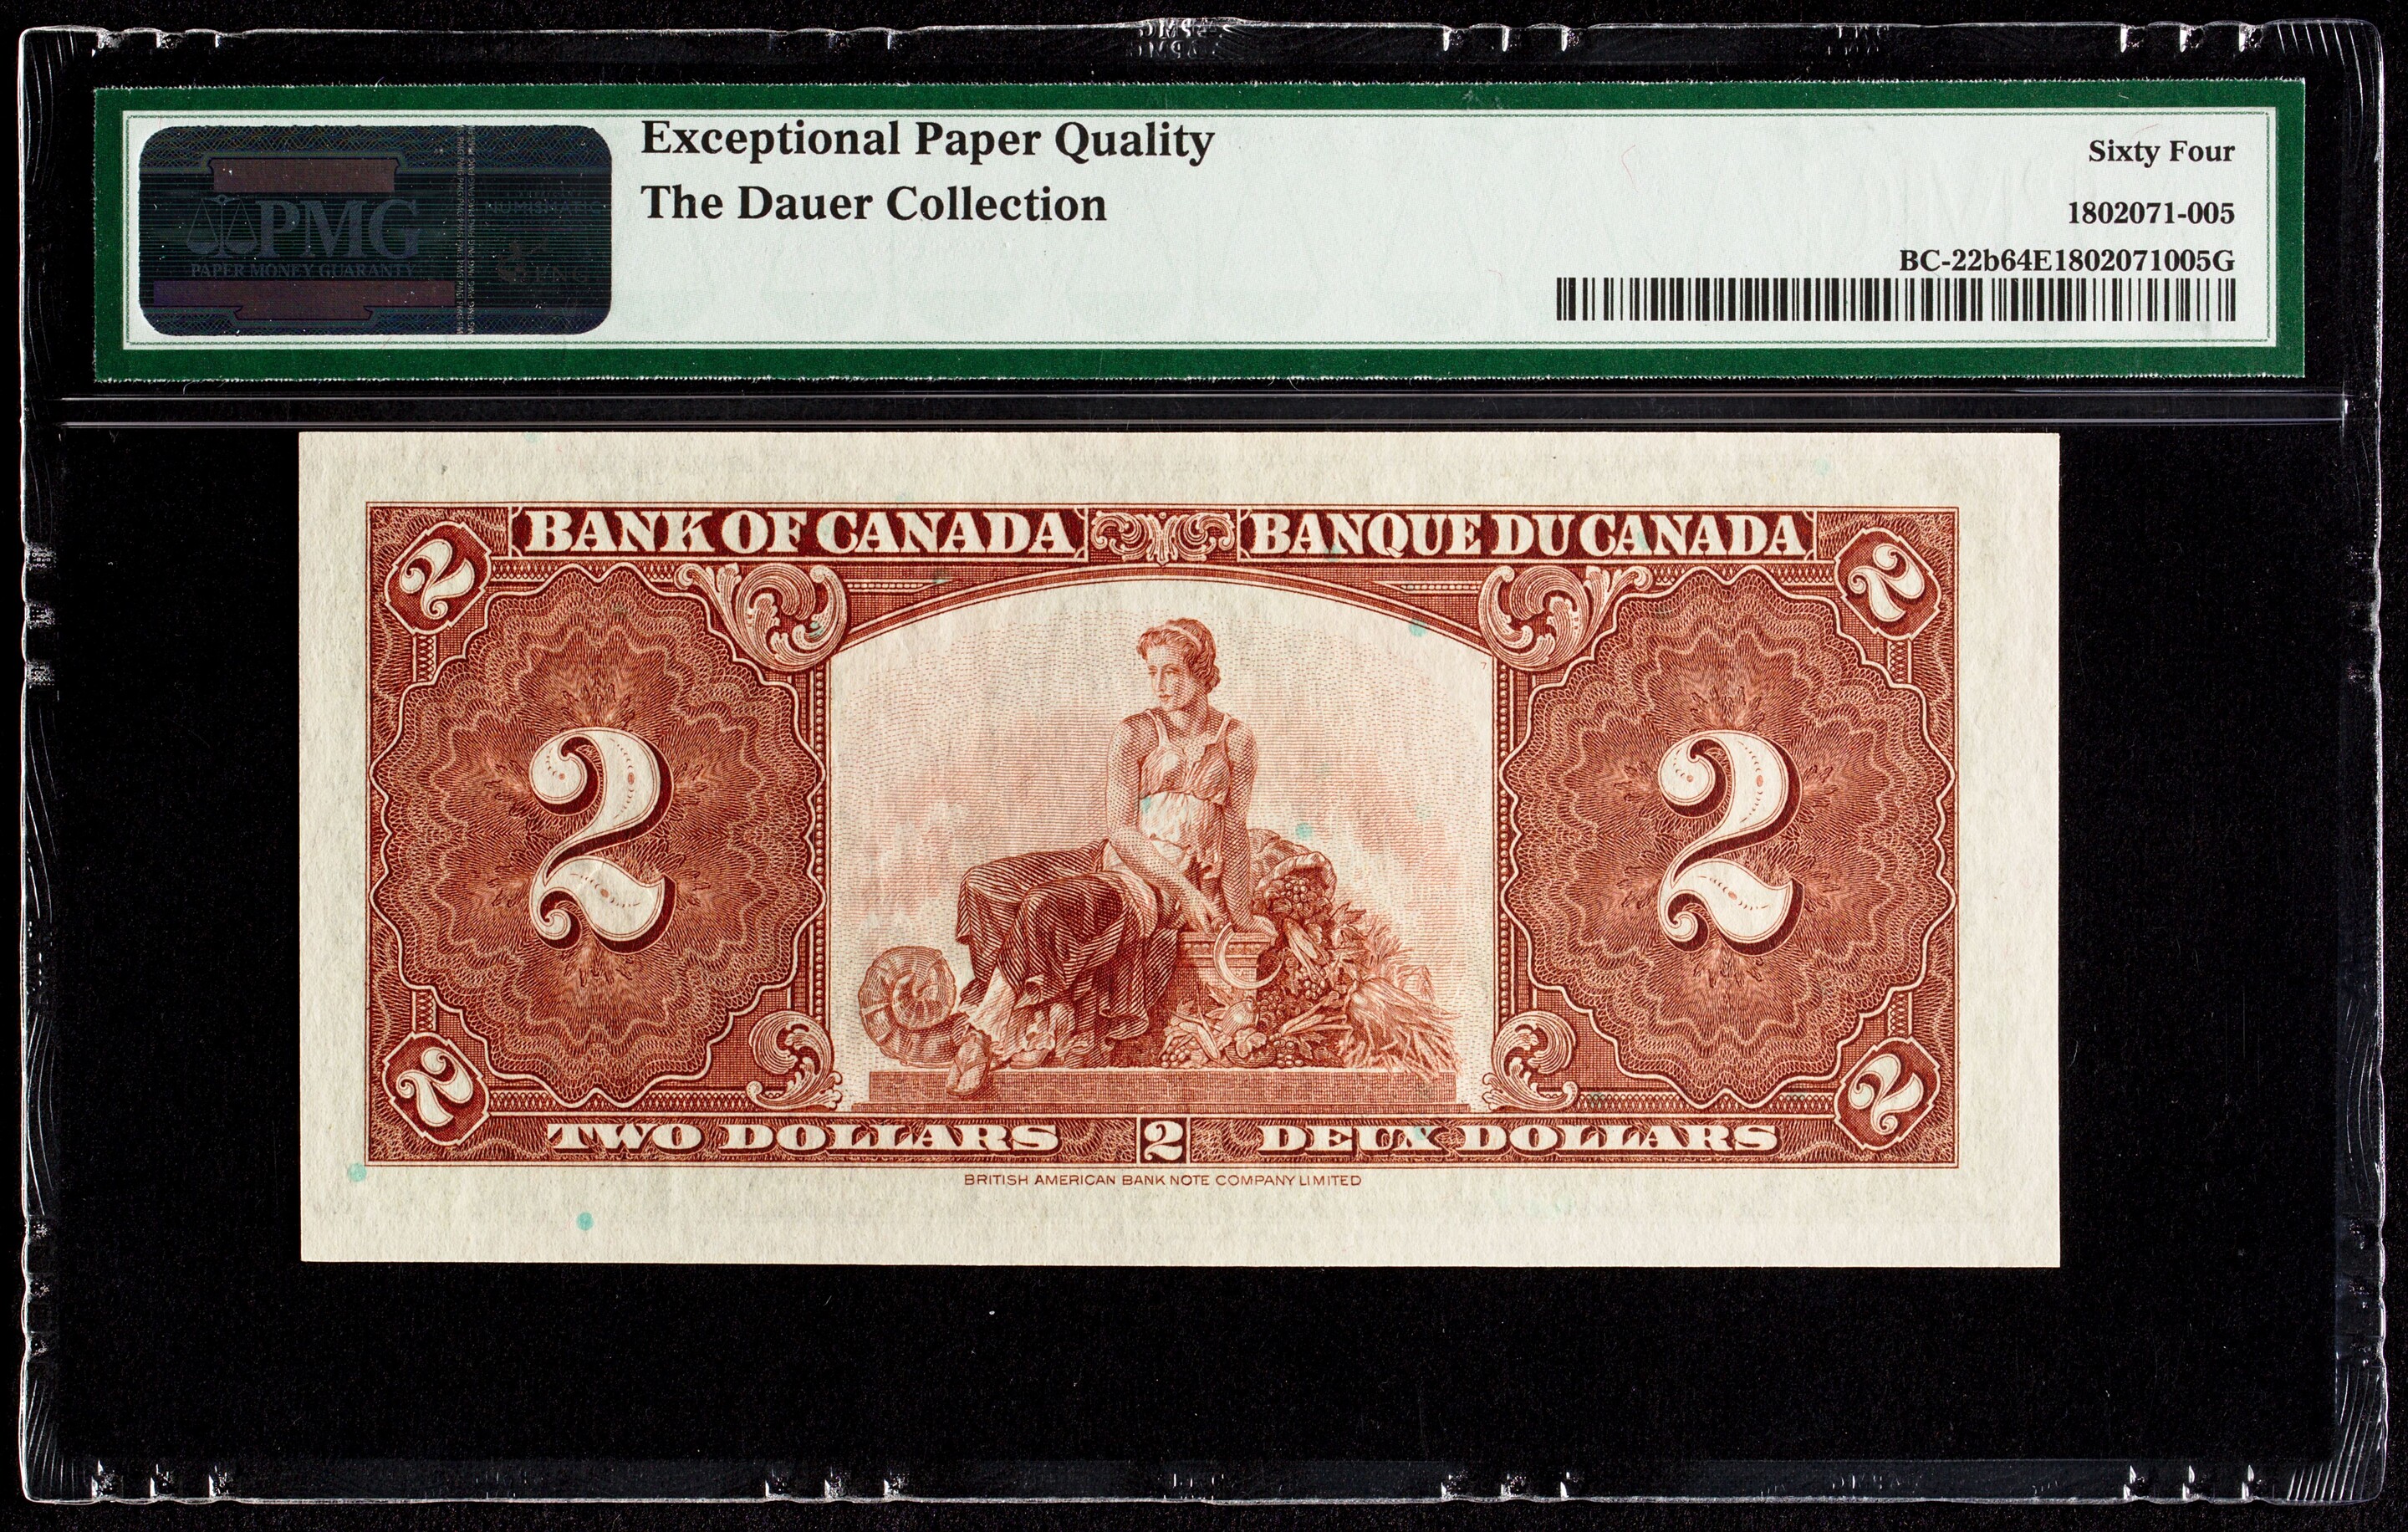 Exceptional Paper Quality
The Dauer Collection
Sixty Four
1802071-005
BC-22b64E1802071005G
PMG
PAPER MONEY GUARANTY
NUMISMATIC
PNG
2 BANK OF CANADA BANQUE DU CANADA 2
2 2
2 TWO DOLLARS 2 DEUX DOLLARS 2
BRITISH AMERICAN BANK NOTE COMPANY LIMITED